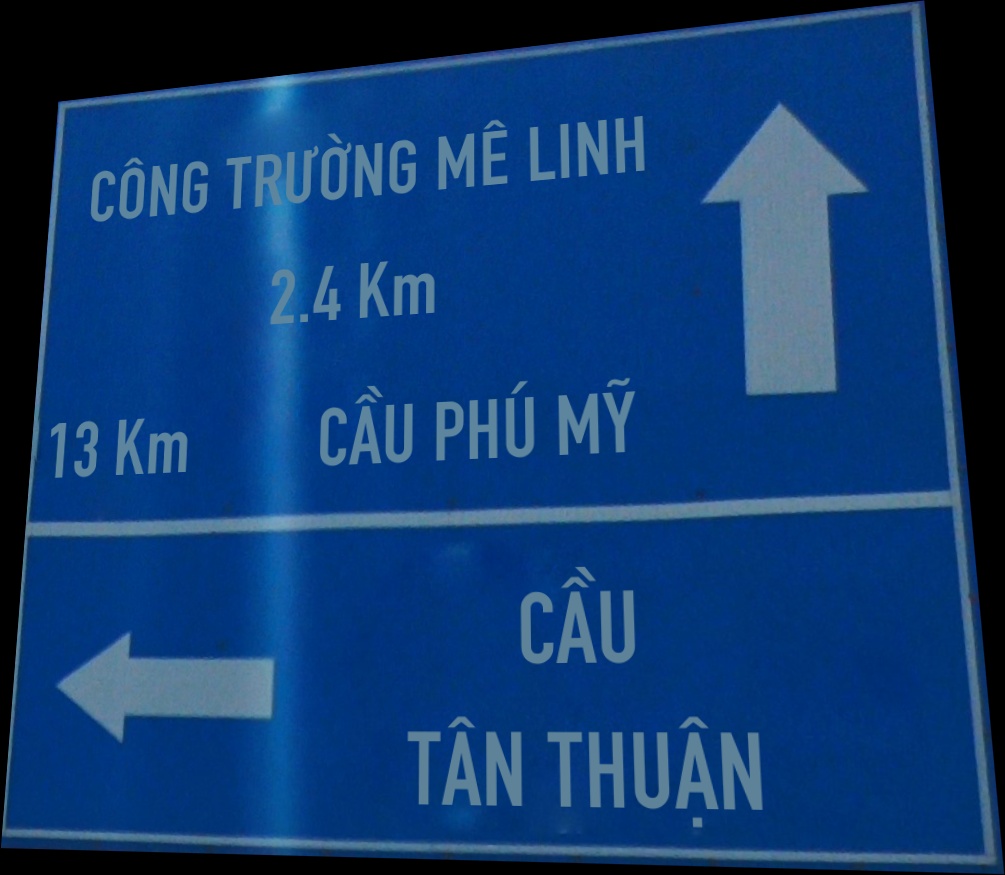 CÔNG TRƯỜNG MÊ LINH
2.4 Km
13 Km CẦU PHÚ MỸ
CẦU
TÂN THUẬN